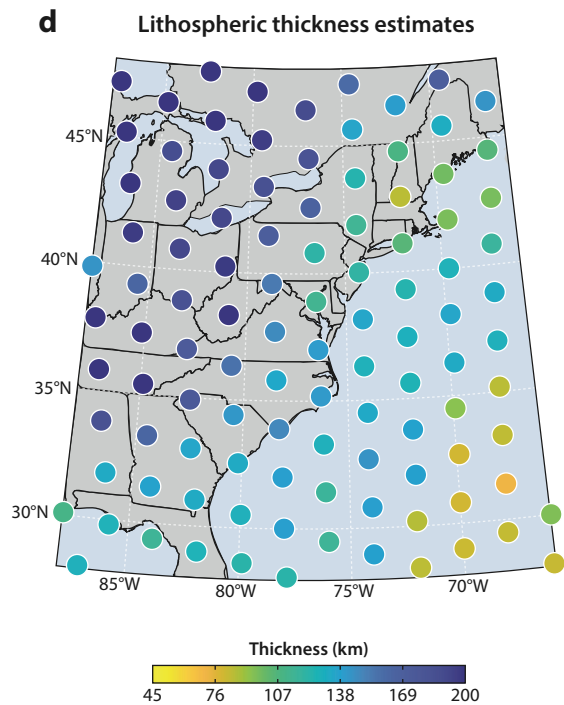 d Lithospheric thickness estimates
45°N
40°N
35°N
30°N
85°W 80°W 75°W 70°W
Thickness (km)
45 76 107 138 169 200